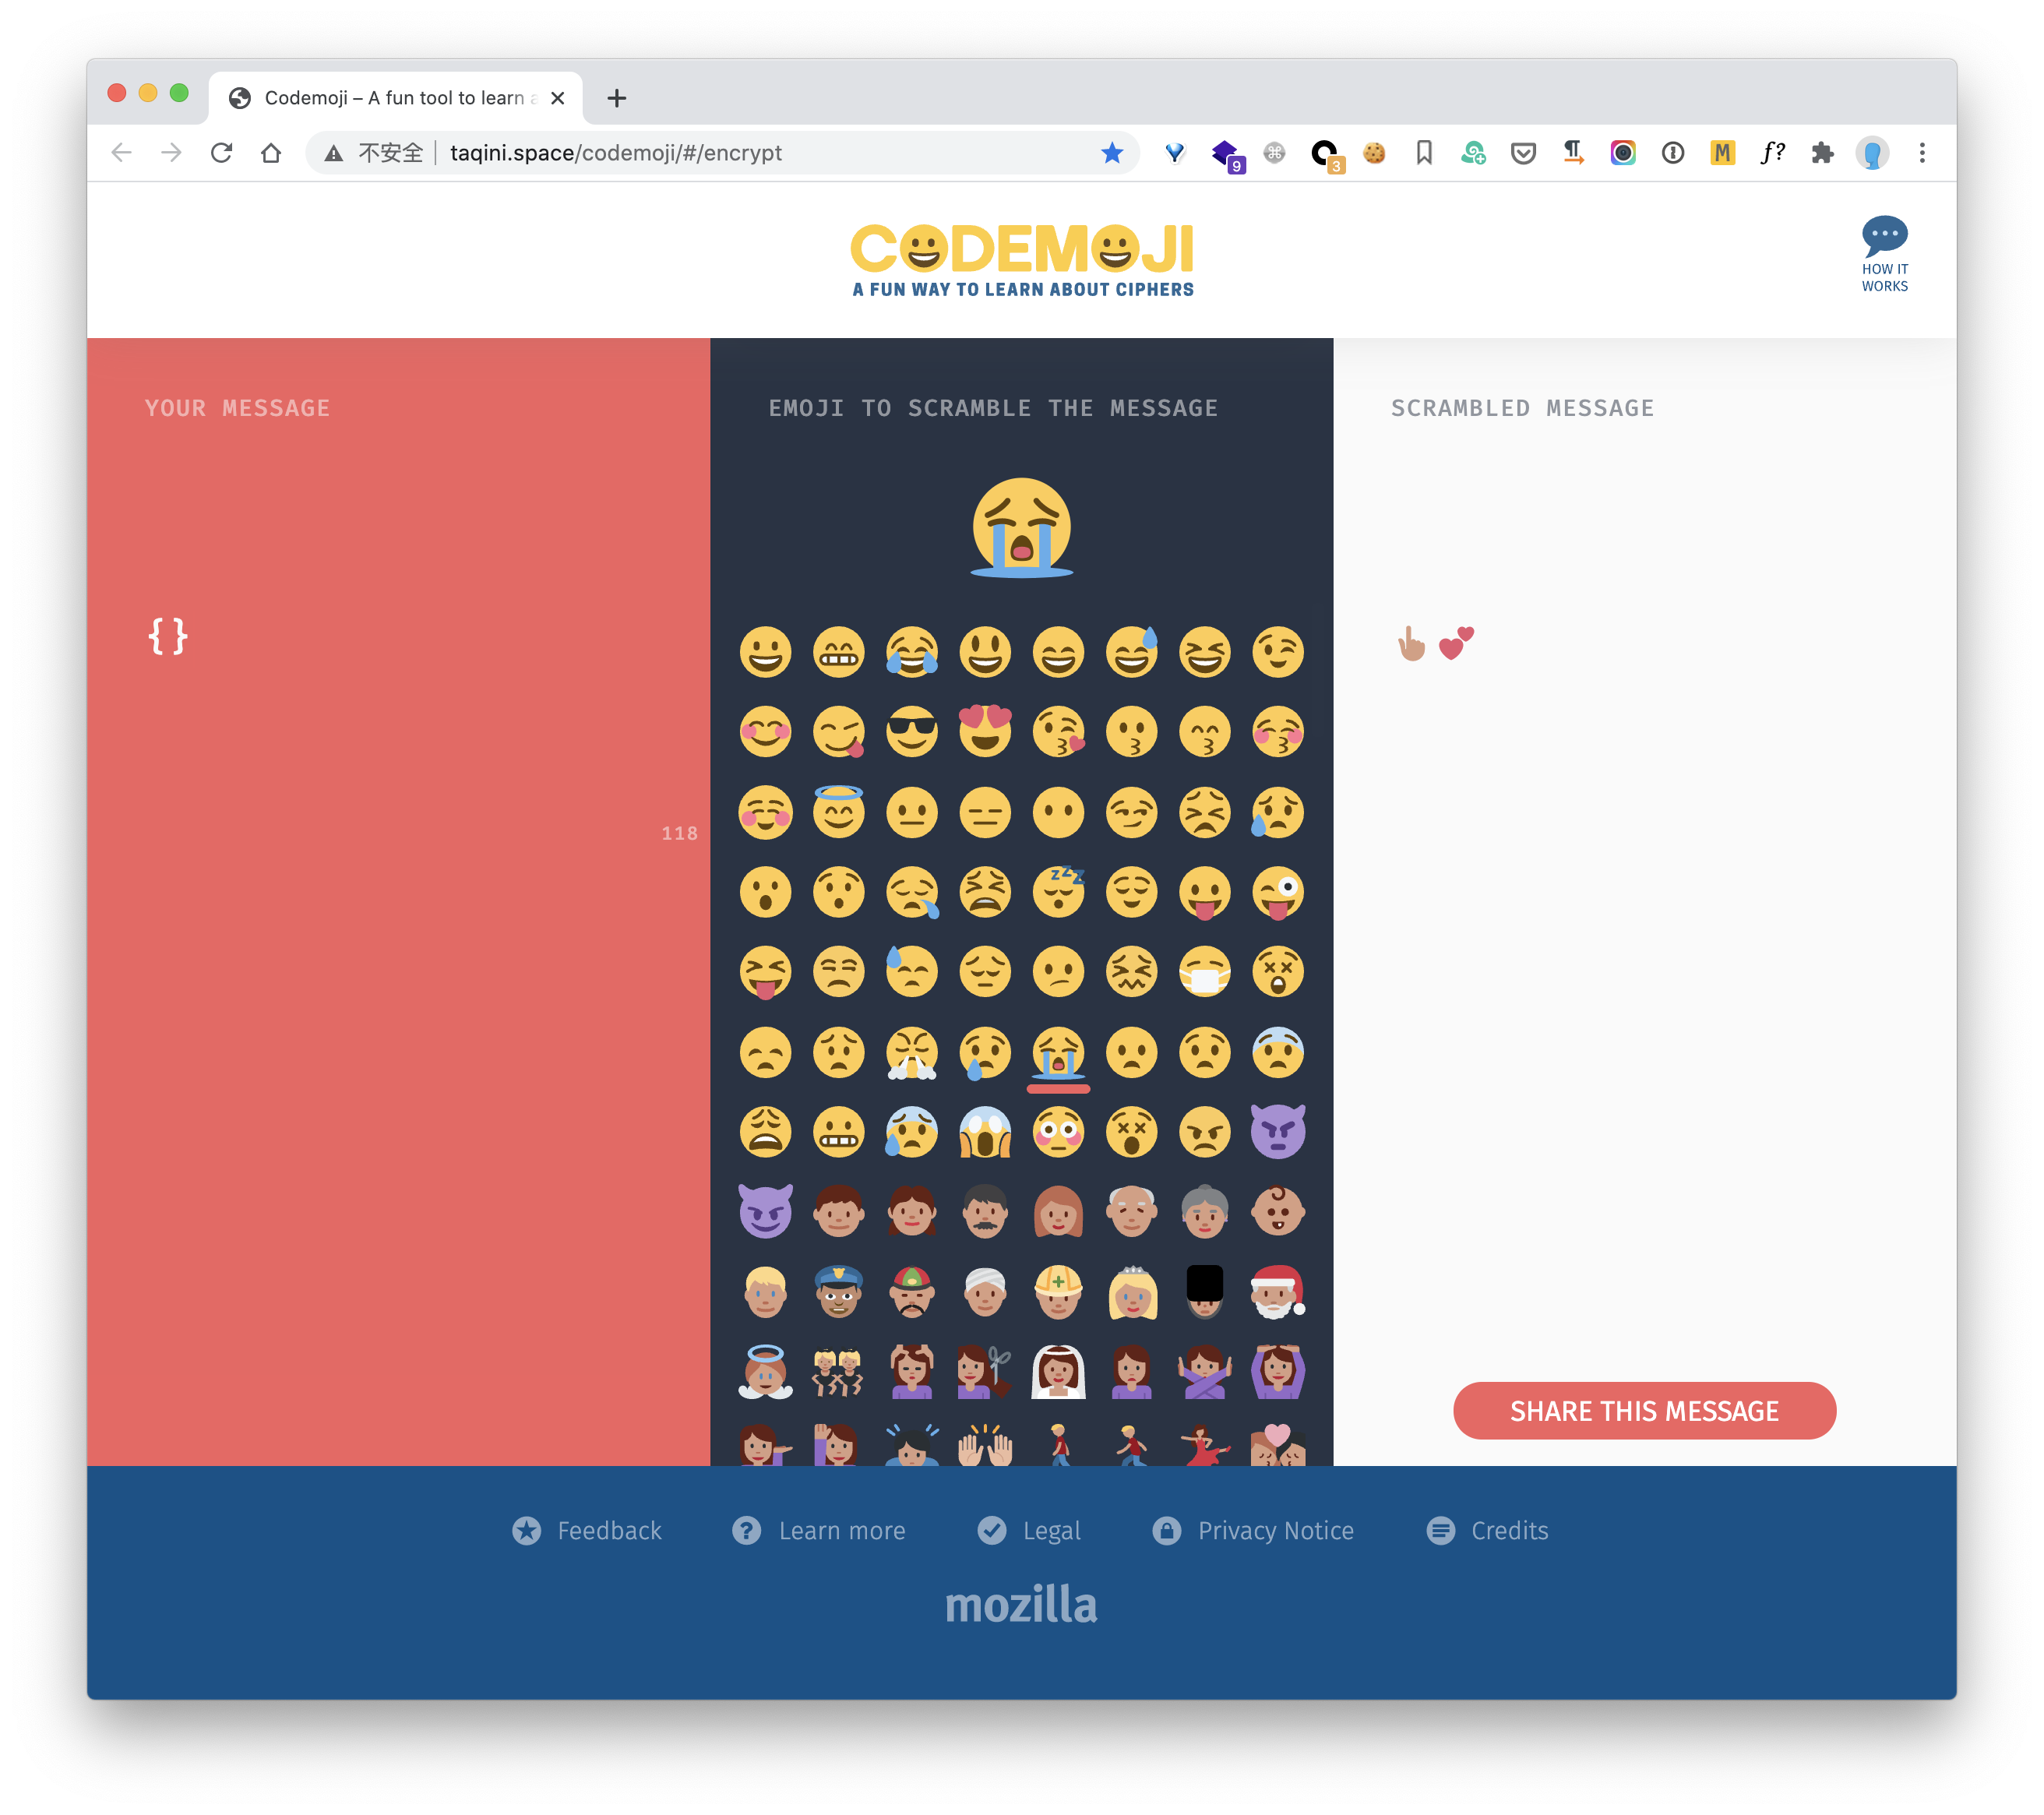 Codemoji – A fun tool to learn a
不安全 taqini.space/codemoji/#/encrypt
9
3
M
f?
CODEMOJI
A FUN WAY TO LEARN ABOUT CIPHERS
HOW IT
WORKS
YOUR MESSAGE
EMOJI TO SCRAMBLE THE MESSAGE
SCRAMBLED MESSAGE
{}
118
SHARE THIS MESSAGE
Feedback
Learn more
Legal
Privacy Notice
Credits
mozilla